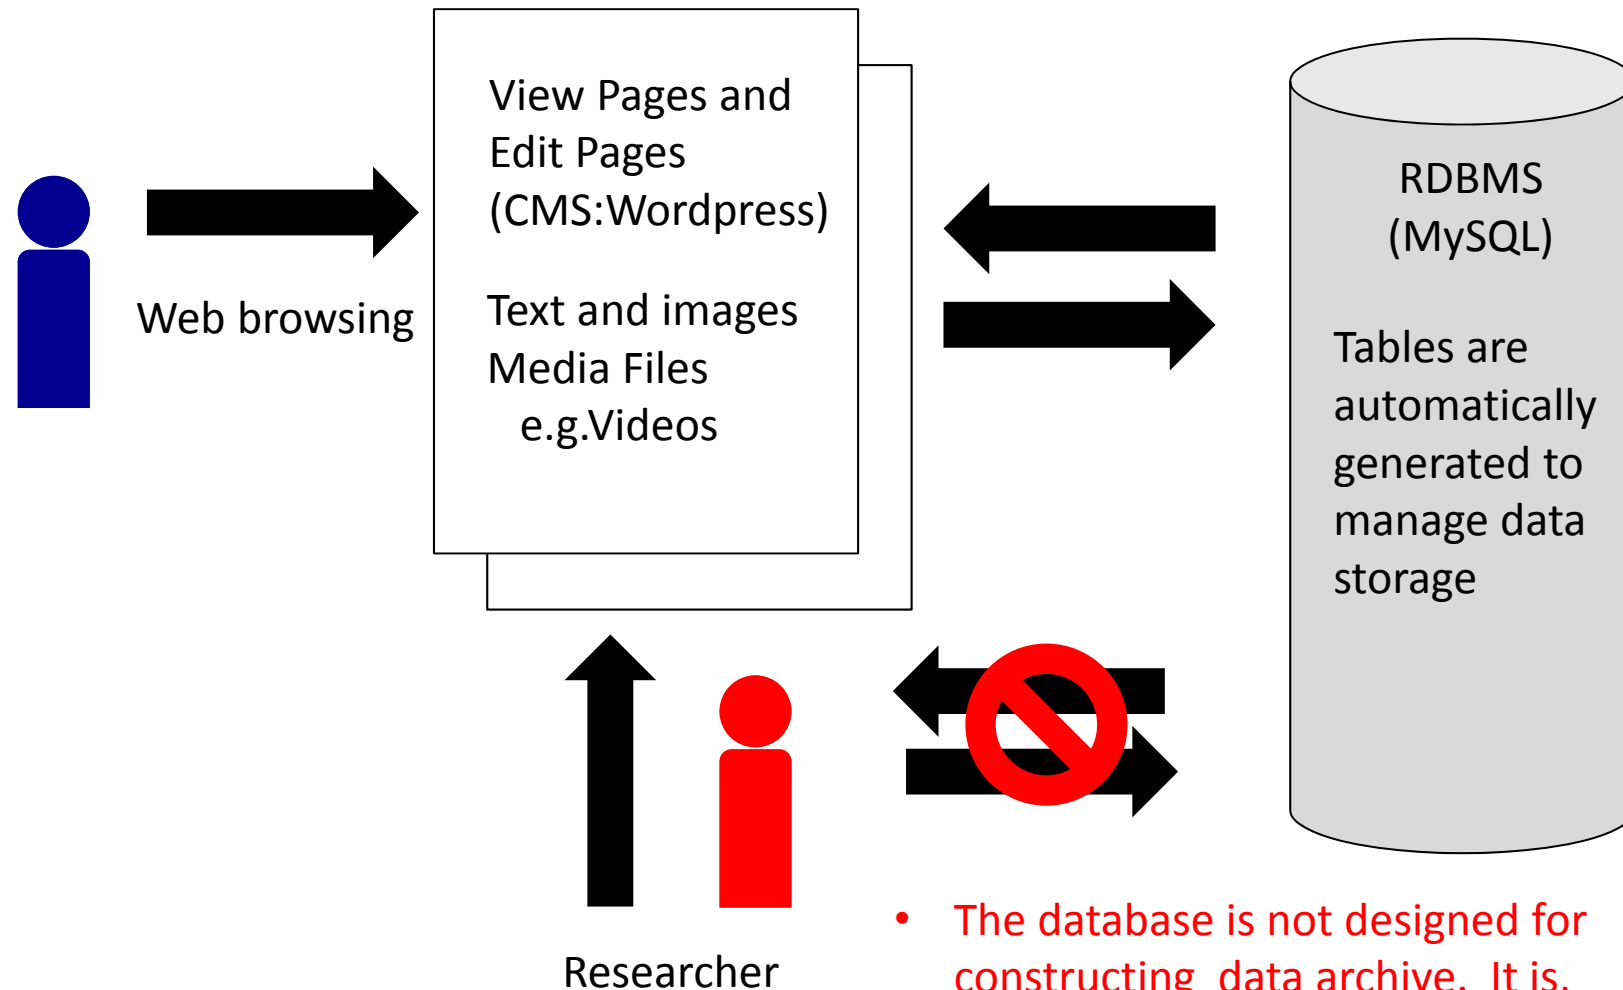 View Pages and
Edit Pages
(CMS:Wordpress)
Text and images
Media Files
e.g.Videos
Web browsing
RDBMS
(MySQL)
Tables are
automatically
generated to
manage data
storage
Researcher
• The database is not designed for
constructing data archive. It is,